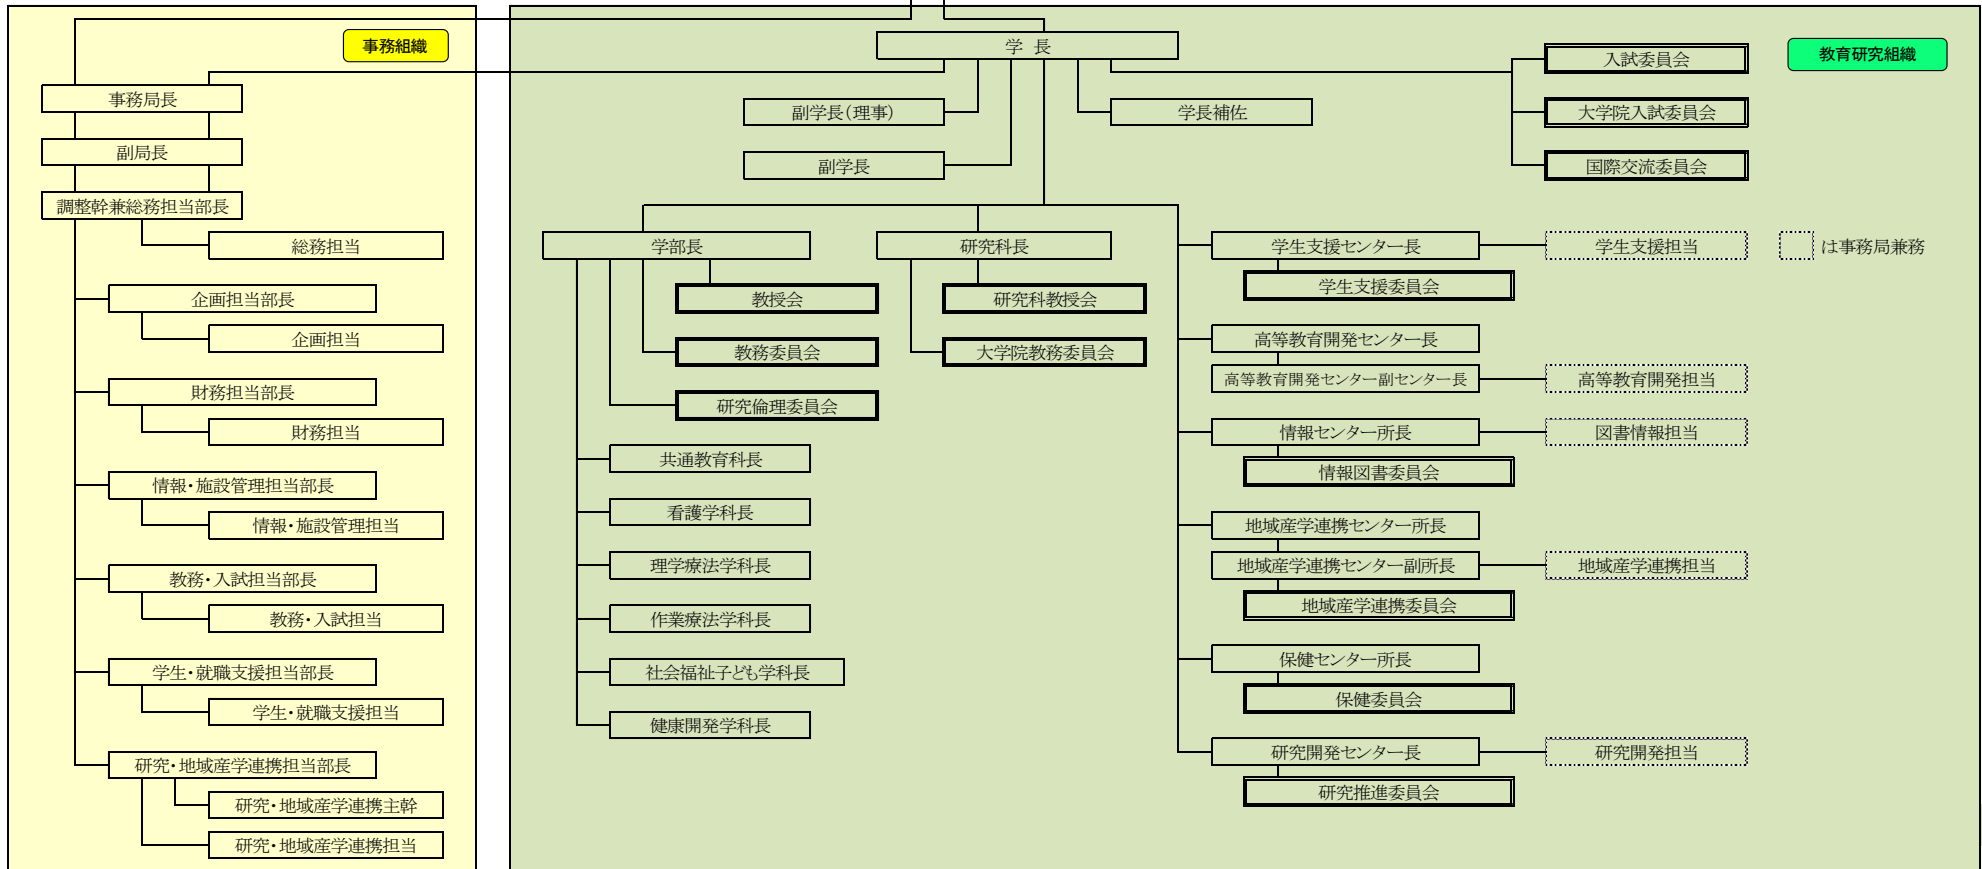 事務組織
事務局長
副局長
調整幹兼総務担当部長
総務担当
企画担当部長
企画担当
財務担当部長
財務担当
情報・施設管理担当部長
情報・施設管理担当
教務・入試担当部長
教務・入試担当
学生・就職支援担当部長
学生・就職支援担当
研究・地域産学連携担当部長
研究・地域産学連携主幹
研究・地域産学連携担当
教育研究組織
学 長
副学長（理事）
副学長
学長補佐
入試委員会
大学院入試委員会
国際交流委員会
学部長
教授会
教務委員会
研究倫理委員会
共通教育科長
看護学科長
理学療法学科長
作業療法学科長
社会福祉子ども学科長
健康開発学科長
研究科長
研究科教授会
大学院教務委員会
学生支援センター長
学生支援担当
学生支援委員会
高等教育開発センター長
高等教育開発センター副センター長
高等教育開発担当
情報センター所長
図書情報担当
情報図書委員会
地域産学連携センター所長
地域産学連携センター副所長
地域産学連携担当
地域産学連携委員会
保健センター所長
保健委員会
研究開発センター長
研究開発担当
研究推進委員会
は事務局兼務